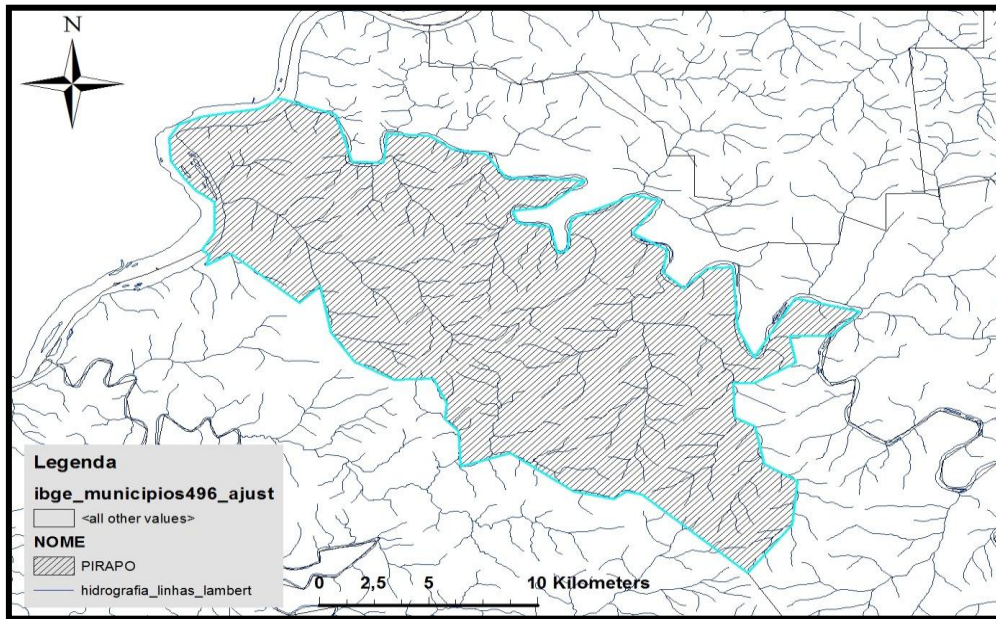 N
Legenda
ibge_municipios496_ajust
<all other values>
NOME
PIRAPO
hidrografia_linhas_lambert
0 2,5 5 10 Kilometers